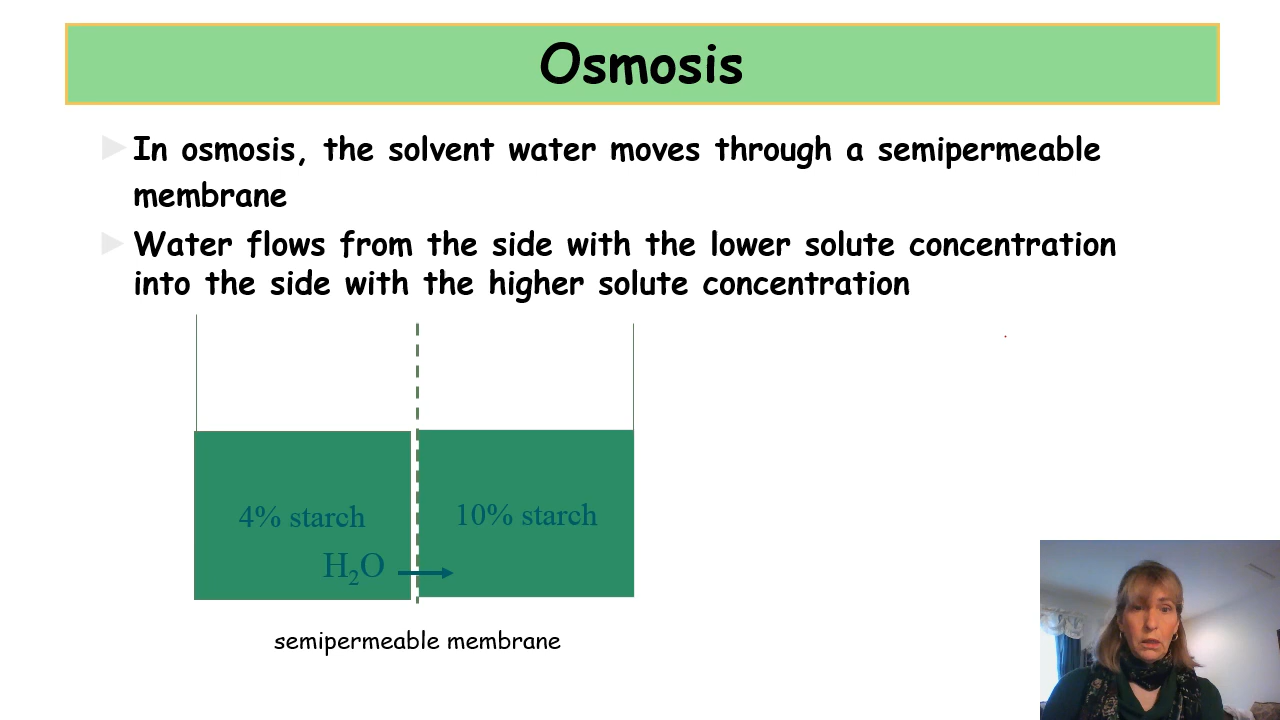 Osmosis
In osmosis, the solvent water moves through a semipermeable
membrane
Water flows from the side with the lower solute concentration
into the side with the higher solute concentration
4% starch
10% starch
H₂O
semipermeable membrane